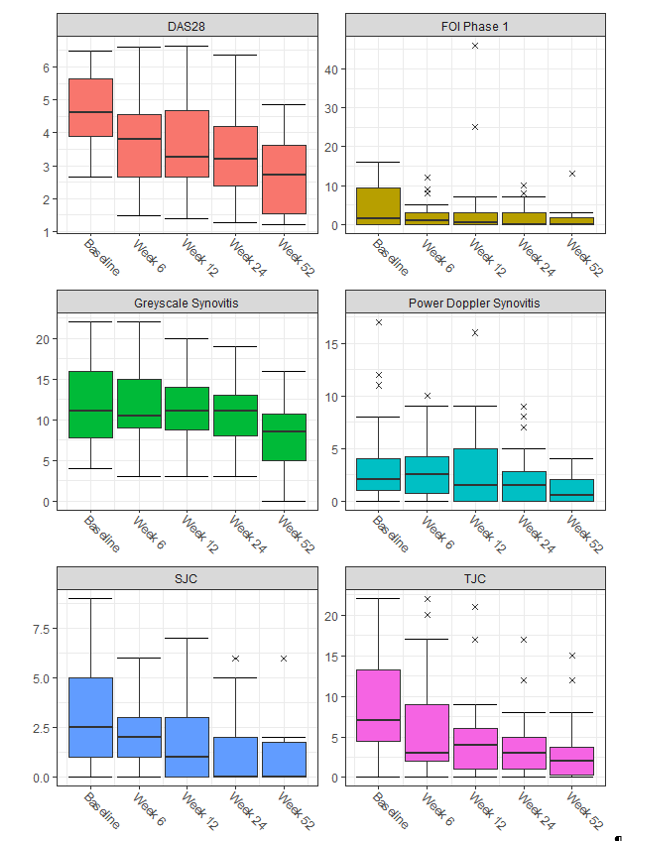 DAS28
FOI Phase 1
6
5
4
3
2
1
Baseline
Week 6
Week 12
Week 24
Week 52
40
30
20
10
0
Baseline
Week 6
Week 12
Week 24
Week 52
Greyscale Synovitis
Power Doppler Synovitis
20
15
10
5
0
Baseline
Week 6
Week 12
Week 24
Week 52
15
10
5
0
Baseline
Week 6
Week 12
Week 24
Week 52
SJC
TJC
7.5
5.0
2.5
0.0
Baseline
Week 6
Week 12
Week 24
Week 52
20
15
10
5
0
Baseline
Week 6
Week 12
Week 24
Week 52
¶